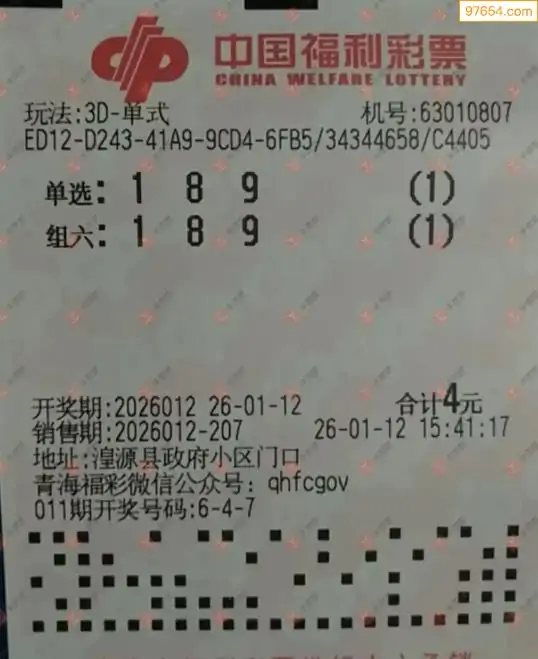 97654.com
中国福利彩票
CHINA WELFARE LOTTERY
玩法:3D-单式 机号:63010807
ED12-D243-41A9-9CD4-6FB5/34344658/C4405
单选: 1 8 9 (1)
组六: 1 8 9 (1)
开奖期:2026012 26-01-12 合计4元
销售期:2026012-207 26-01-12 15:41:17
地址:湟源县政府小区门口
青海福彩微信公众号: qhfcgov
011期开奖号码:6-4-7